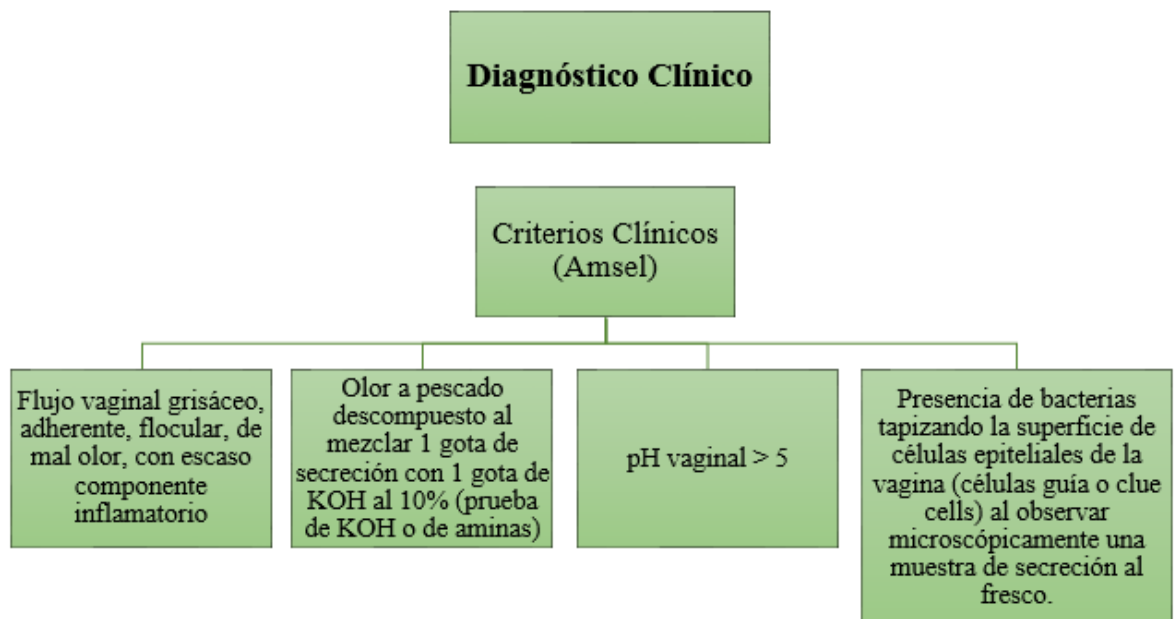 Diagnóstico Clínico
Criterios Clínicos
(Amsel)
Flujo vaginal grisáceo,
adherente, flocular, de
mal olor, con escaso
componente
inflamatorio
Olor a pescado
descompuesto al
mezclar 1 gota de
secreción con 1 gota de
KOH al 10% (prueba
de KOH o de aminas)
pH vaginal > 5
Presencia de bacterias
tapizando la superficie de
células epiteliales de la
vagina (células guía o clue
cells) al observar
microscópicamente una
muestra de secreción al
fresco.